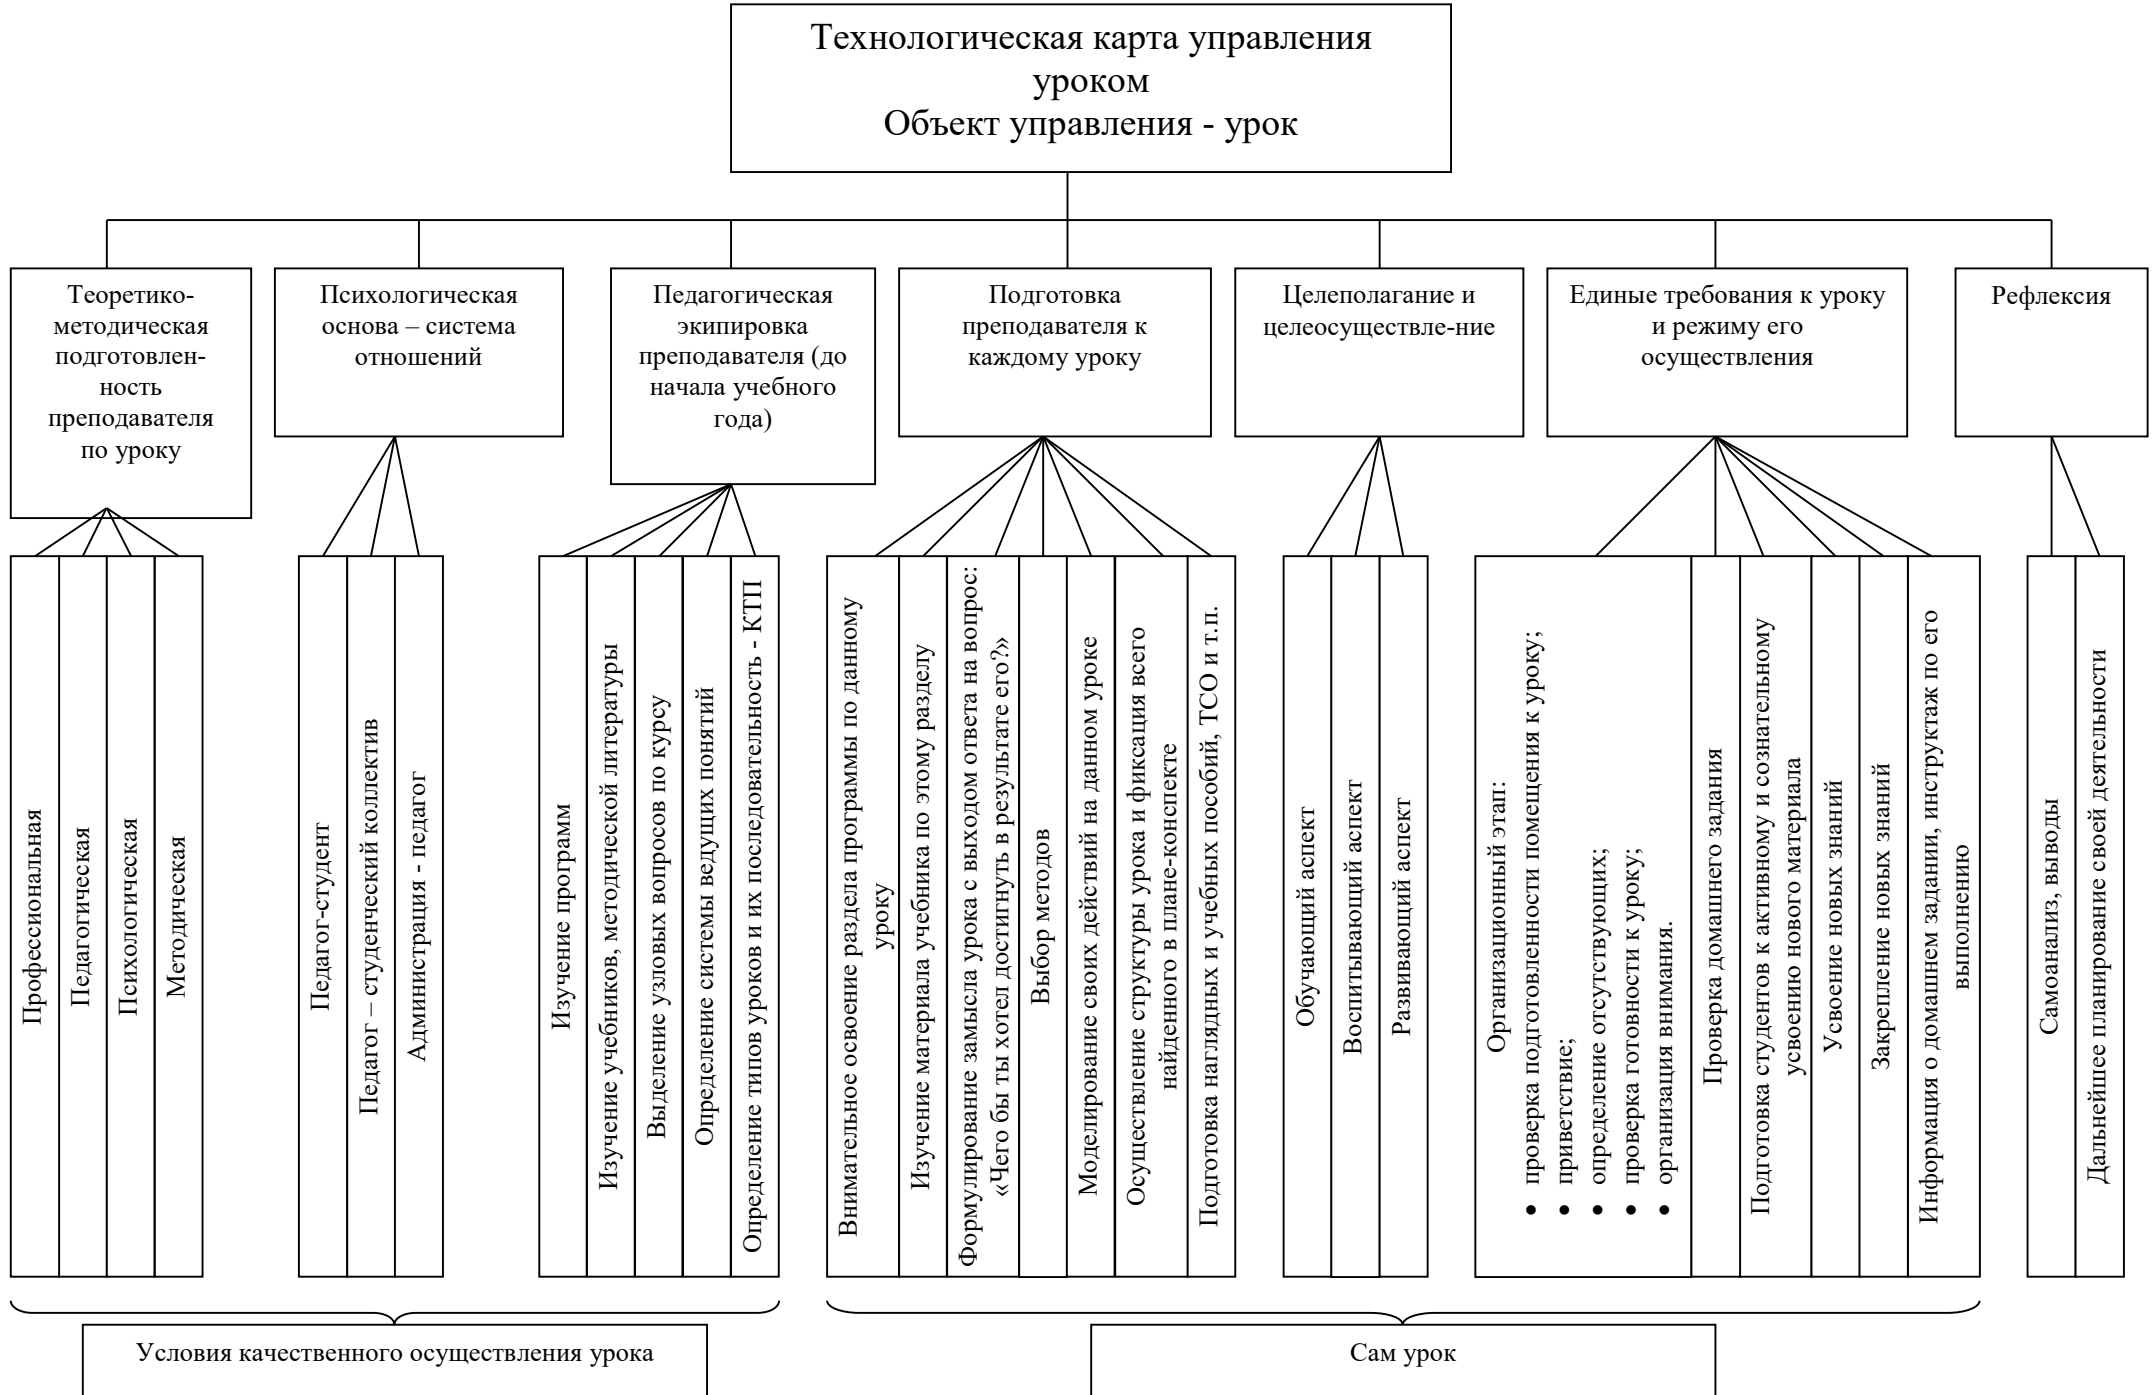 Технологическая карта управления
уроком
Объект управления - урок
Теоретико-
методическая
подготовлен-
ность
преподавателя
по уроку
Психологическая
основа – система
отношений
Педагогическая
экипировка
преподавателя (до
начала учебного
года)
Подготовка
преподавателя к
каждому уроку
Целеполагание и
целеосуществле-ние
Единые требования к уроку
и режиму его
осуществления
Рефлексия
Профессиональная
Педагогическая
Психологическая
Методическая
Педагог-студент
Педагог – студенческий коллектив
Администрация - педагог
Изучение программ
Изучение учебников, методической литературы
Выделение узловых вопросов по курсу
Определение системы ведущих понятий
Определение типов уроков и их последовательность - КТП
Внимательное освоение раздела программы по данному
уроку
Изучение материала учебника по этому разделу
Формулирование замысла урока с выходом ответа на вопрос:
«Чего бы ты хотел достигнуть в результате его?»
Выбор методов
Моделирование своих действий на данном уроке
Осуществление структуры урока и фиксация всего
найденного в плане-конспекте
Подготовка наглядных и учебных пособий, ТСО и т.п.
Обучающий аспект
Воспитывающий аспект
Развивающий аспект
Организационный этап:
• проверка подготовленности помещения к уроку;
• приветствие;
• определение отсутствующих;
• проверка готовности к уроку;
• организация внимания.
Проверка домашнего задания
Подготовка студентов к активному и сознательному
усвоению нового материала
Усвоение новых знаний
Закрепление новых знаний
Информация о домашнем задании, инструктаж по его
выполнению
Самоанализ, выводы
Дальнейшее планирование своей деятельности
Условия качественного осуществления урока
Сам урок